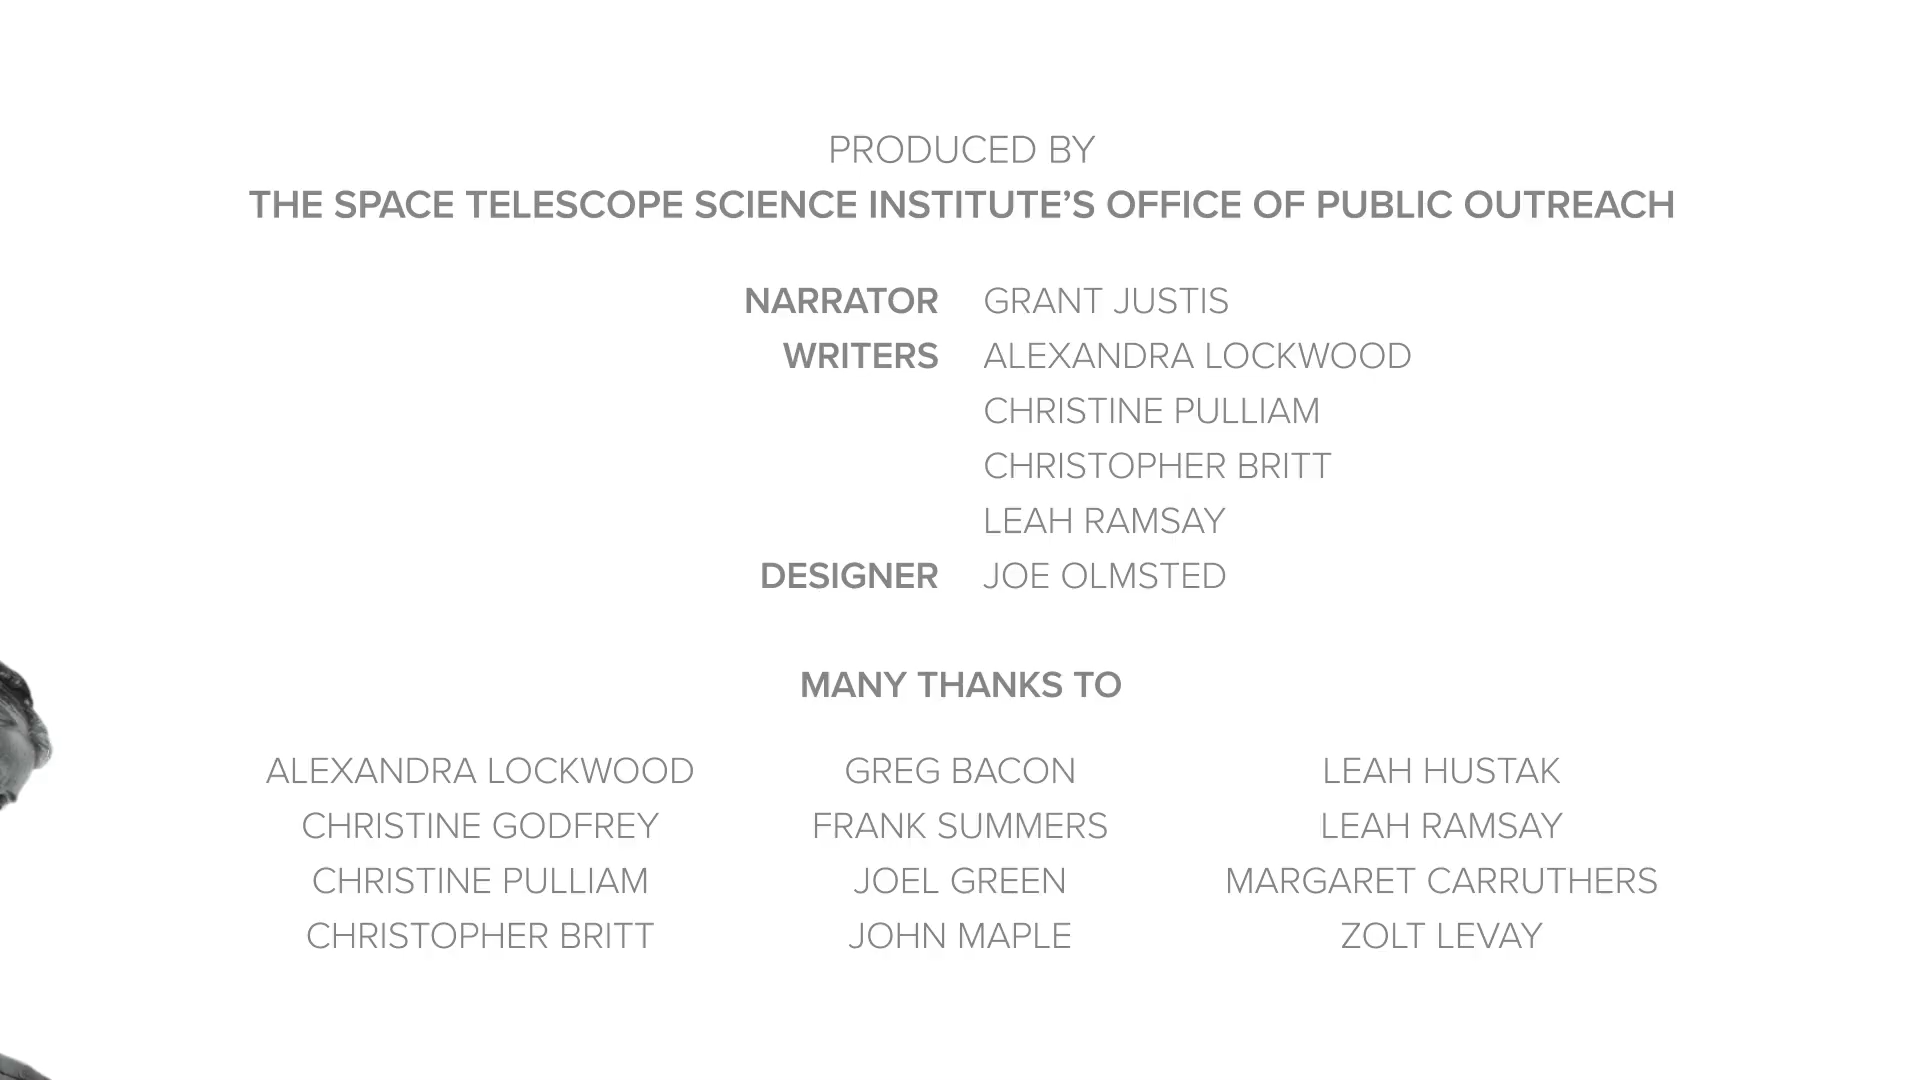 PRODUCED BY
THE SPACE TELESCOPE SCIENCE INSTITUTE’S OFFICE OF PUBLIC OUTREACH
NARRATOR GRANT JUSTIS
WRITERS ALEXANDRA LOCKWOOD
CHRISTINE PULLIAM
CHRISTOPHER BRITT
LEAH RAMSAY
DESIGNER JOE OLMSTED
MANY THANKS TO
ALEXANDRA LOCKWOOD GREG BACON LEAH HUSTAK
CHRISTINE GODFREY FRANK SUMMERS LEAH RAMSAY
CHRISTINE PULLIAM JOEL GREEN MARGARET CARRUTHERS
CHRISTOPHER BRITT JOHN MAPLE ZOLT LEVAY